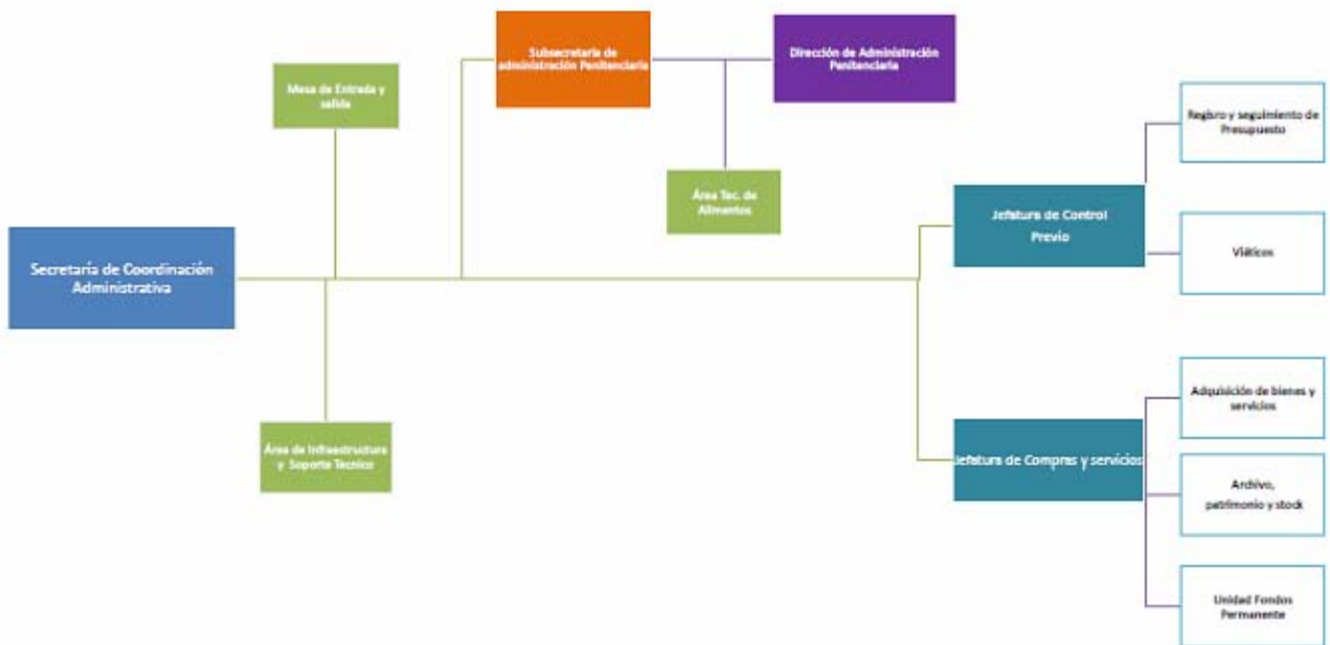 Subsecretaría de
administración Penitenciaria
Dirección de Administración
Penitenciaria
Mesa de Entrada y
salida
Registro y seguimiento de
Presupuesto
Área Tec. de
Alimentos
Jefatura de Control
Previo
Viáticos
Secretaría de Coordinación
Administrativa
Adquisición de bienes y
servicios
Área de Infraestructura
y Soporte Técnico
Jefatura de Compras y servicios
Archivo,
patrimonio y stock
Unidad Fondos
Permanente